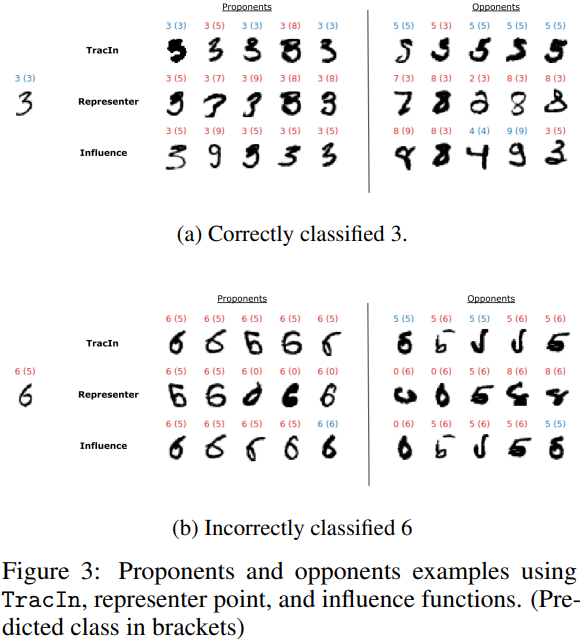 Proponents Opponents
3 (3) 3 (5) 3 (3) 3 (8) 3 (3) 5 (5) 5 (3) 5 (5) 5 (5) 5 (5)
TracIn
3 (3) 3 (5) 3 (7) 3 (9) 3 (8) 3 (8) 7 (3) 8 (3) 2 (3) 8 (3) 8 (3)
Representer
3 (5) 3 (9) 3 (5) 3 (5) 3 (5) 8 (9) 8 (3) 4 (4) 9 (9) 3 (5)
Influence
(a) Correctly classified 3.
Proponents Opponents
6 (5) 6 (5) 6 (5) 6 (5) 6 (5) 5 (5) 5 (6) 5 (5) 5 (6) 5 (6)
TracIn
6 (5) 6 (5) 6 (5) 6 (0) 6 (6) 6 (0) 0 (6) 0 (6) 5 (6) 8 (6) 8 (6)
Representer
6 (5) 6 (5) 6 (5) 6 (5) 6 (6) 0 (6) 5 (6) 5 (6) 5 (6) 5 (5)
Influence
(b) Incorrectly classified 6
Figure 3: Proponents and opponents examples using
TracIn, representer point, and influence functions. (Pre-
dicted class in brackets)